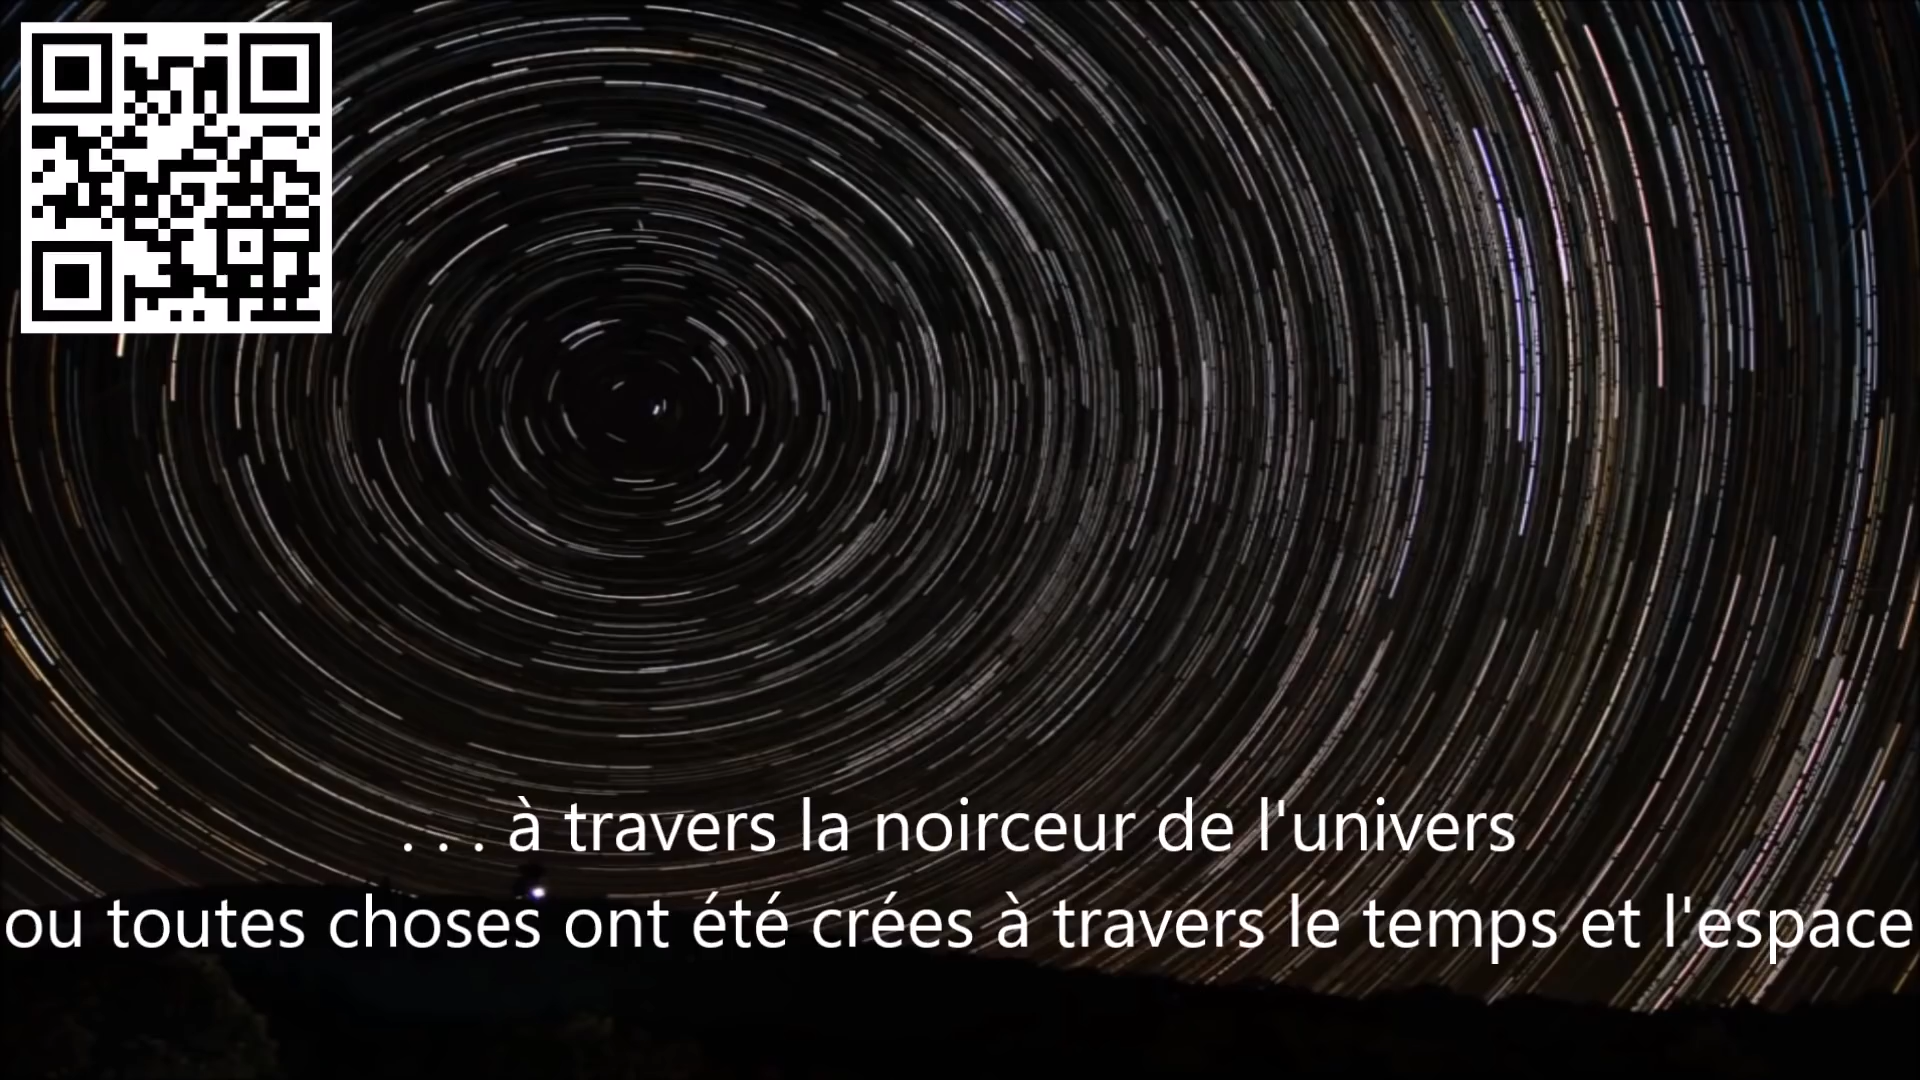 . . . à travers la noirceur de l'univers
ou toutes choses ont été crées à travers le temps et l'espace